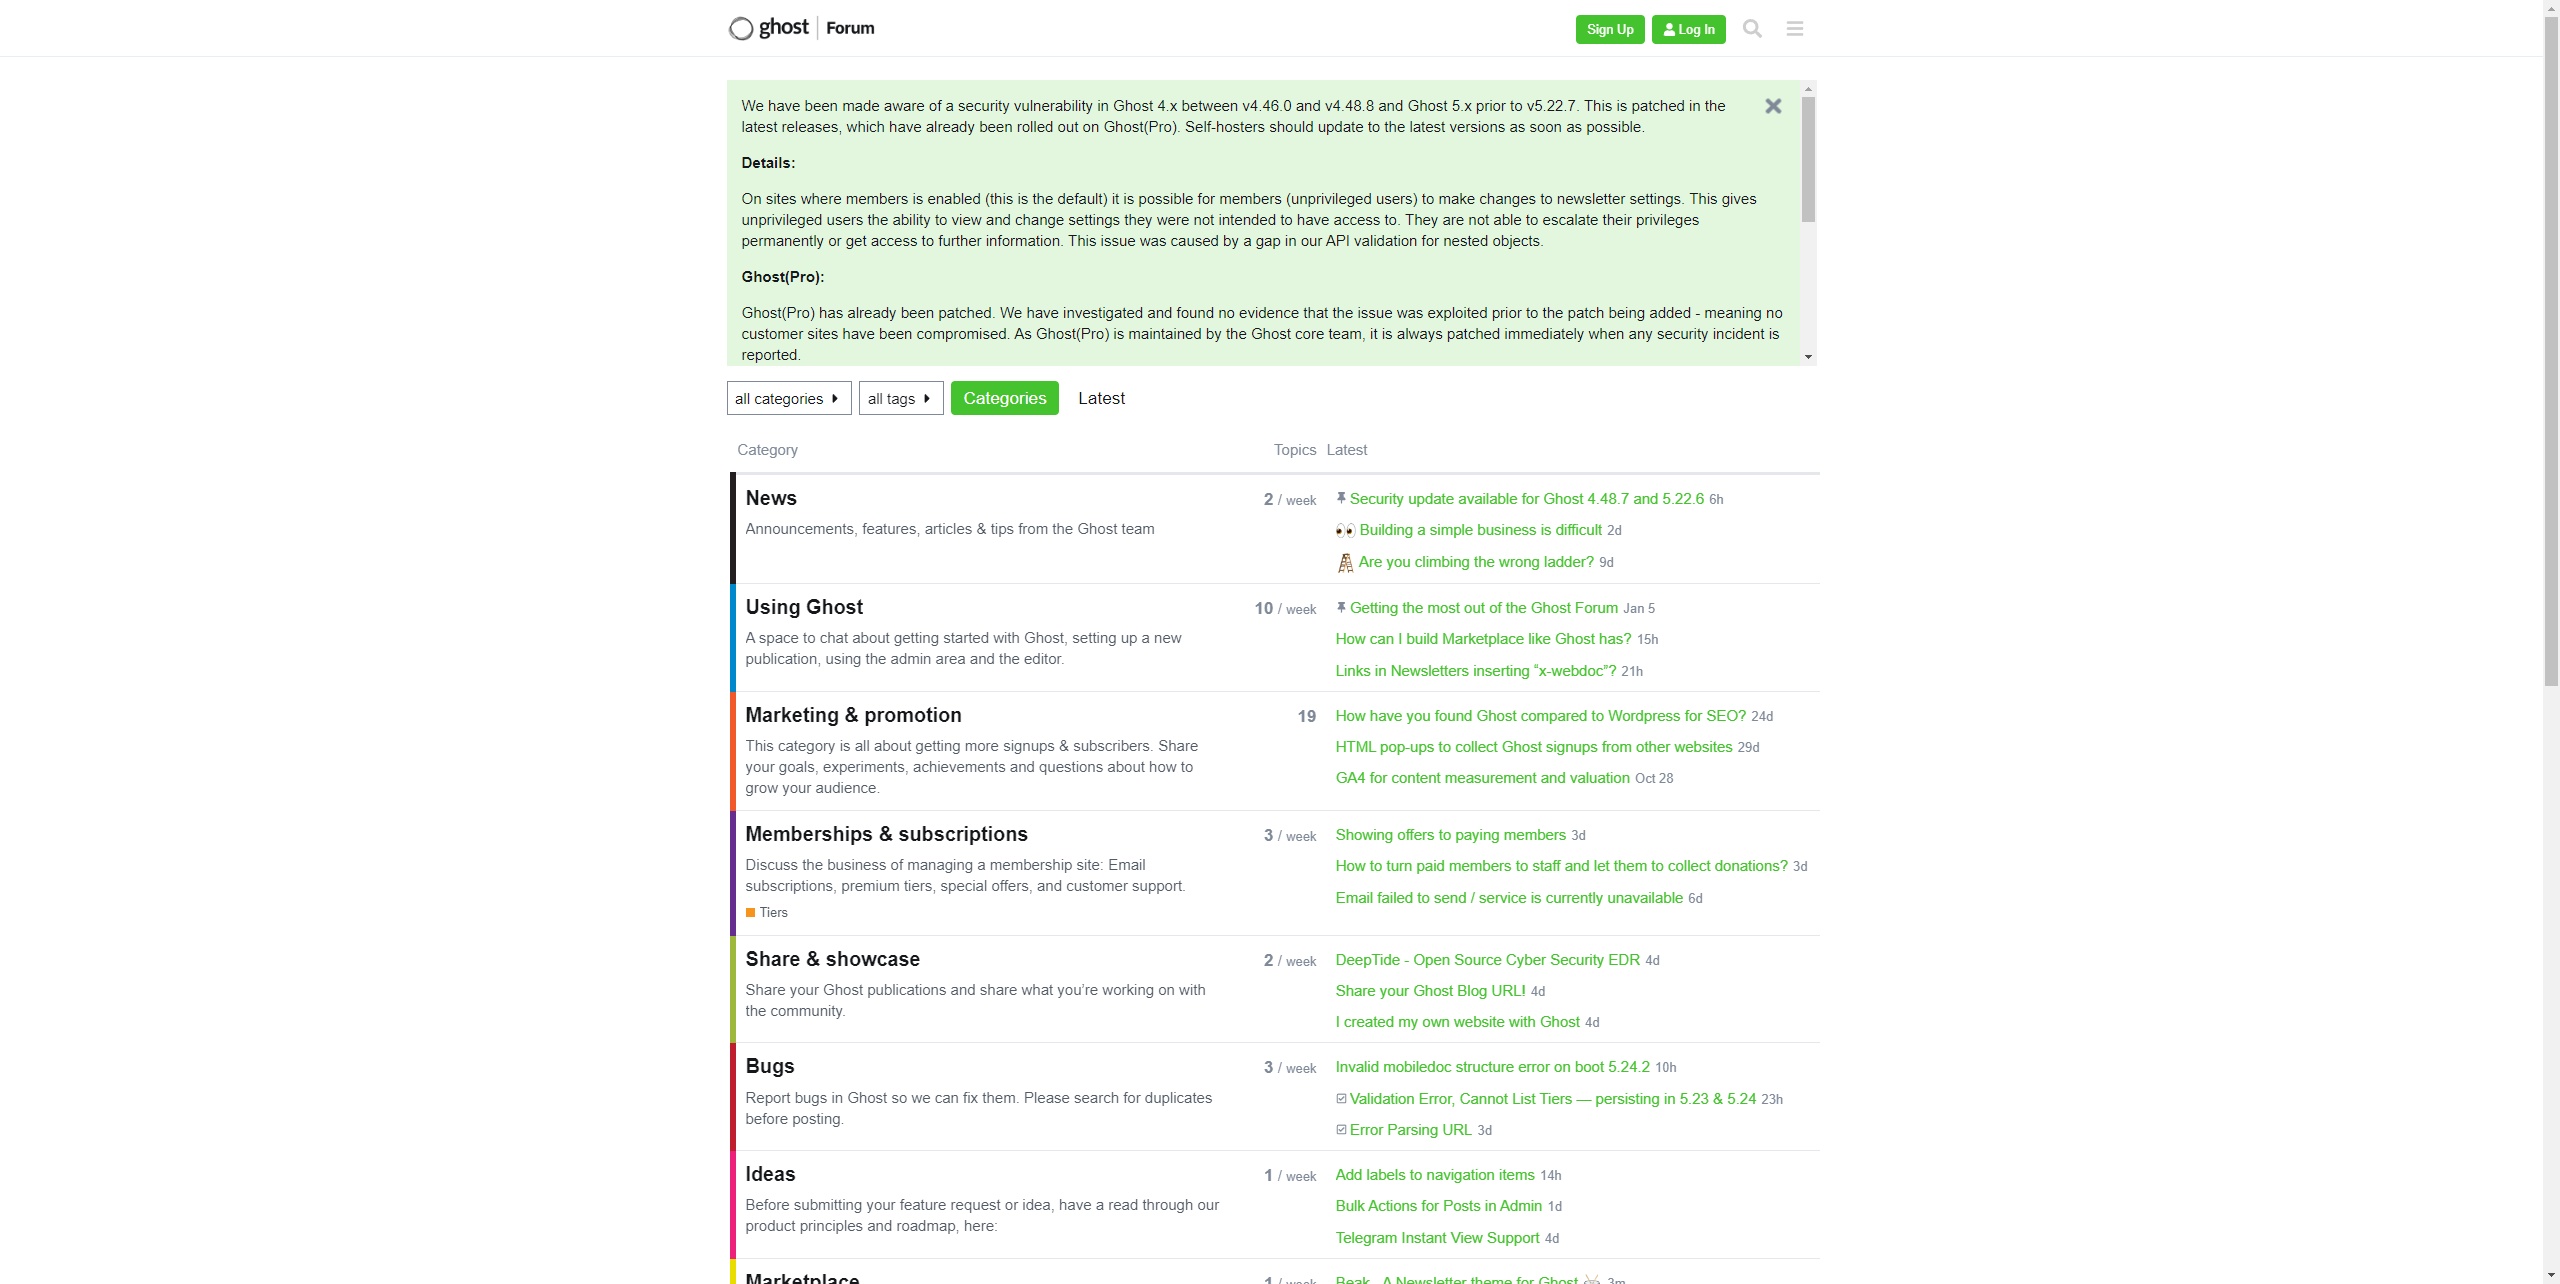 ghost | Forum
Sign Up
Log In
We have been made aware of a security vulnerability in Ghost 4.x between v4.46.0 and v4.48.8 and Ghost 5.x prior to v5.22.7. This is patched in the
latest releases, which have already been rolled out on Ghost(Pro). Self-hosters should update to the latest versions as soon as possible.
Details:
On sites where members is enabled (this is the default) it is possible for members (unprivileged users) to make changes to newsletter settings. This gives
unprivileged users the ability to view and change settings they were not intended to have access to. They are not able to escalate their privileges
permanently or get access to further information. This issue was caused by a gap in our API validation for nested objects.
Ghost(Pro):
Ghost(Pro) has already been patched. We have investigated and found no evidence that the issue was exploited prior to the patch being added - meaning no
customer sites have been compromised. As Ghost(Pro) is maintained by the Ghost core team, it is always patched immediately when any security incident is
reported.
all categories
all tags
Categories
Latest
Category
Topics
Latest
News
Announcements, features, articles & tips from the Ghost team
2 / week
Security update available for Ghost 4.48.7 and 5.22.6 6h
Building a simple business is difficult 2d
Are you climbing the wrong ladder? 9d
Using Ghost
A space to chat about getting started with Ghost, setting up a new
publication, using the admin area and the editor.
10 / week
Getting the most out of the Ghost Forum Jan 5
How can I build Marketplace like Ghost has? 15h
Links in Newsletters inserting “x-webdoc”? 21h
Marketing & promotion
This category is all about getting more signups & subscribers. Share
your goals, experiments, achievements and questions about how to
grow your audience.
19
How have you found Ghost compared to Wordpress for SEO? 24d
HTML pop-ups to collect Ghost signups from other websites 29d
GA4 for content measurement and valuation Oct 28
Memberships & subscriptions
Discuss the business of managing a membership site: Email
subscriptions, premium tiers, special offers, and customer support.
Tiers
3 / week
Showing offers to paying members 3d
How to turn paid members to staff and let them to collect donations? 3d
Email failed to send / service is currently unavailable 6d
Share & showcase
Share your Ghost publications and share what you’re working on with
the community.
2 / week
DeepTide - Open Source Cyber Security EDR 4d
Share your Ghost Blog URL! 4d
I created my own website with Ghost 4d
Bugs
Report bugs in Ghost so we can fix them. Please search for duplicates
before posting.
3 / week
Invalid mobiledoc structure error on boot 5.24.2 10h
Validation Error, Cannot List Tiers — persisting in 5.23 & 5.24 23h
Error Parsing URL 3d
Ideas
Before submitting your feature request or idea, have a read through our
product principles and roadmap, here:
1 / week
Add labels to navigation items 14h
Bulk Actions for Posts in Admin 1d
Telegram Instant View Support 4d
Marketplace
1 / week
Beak - A Newsletter theme for Ghost 3m